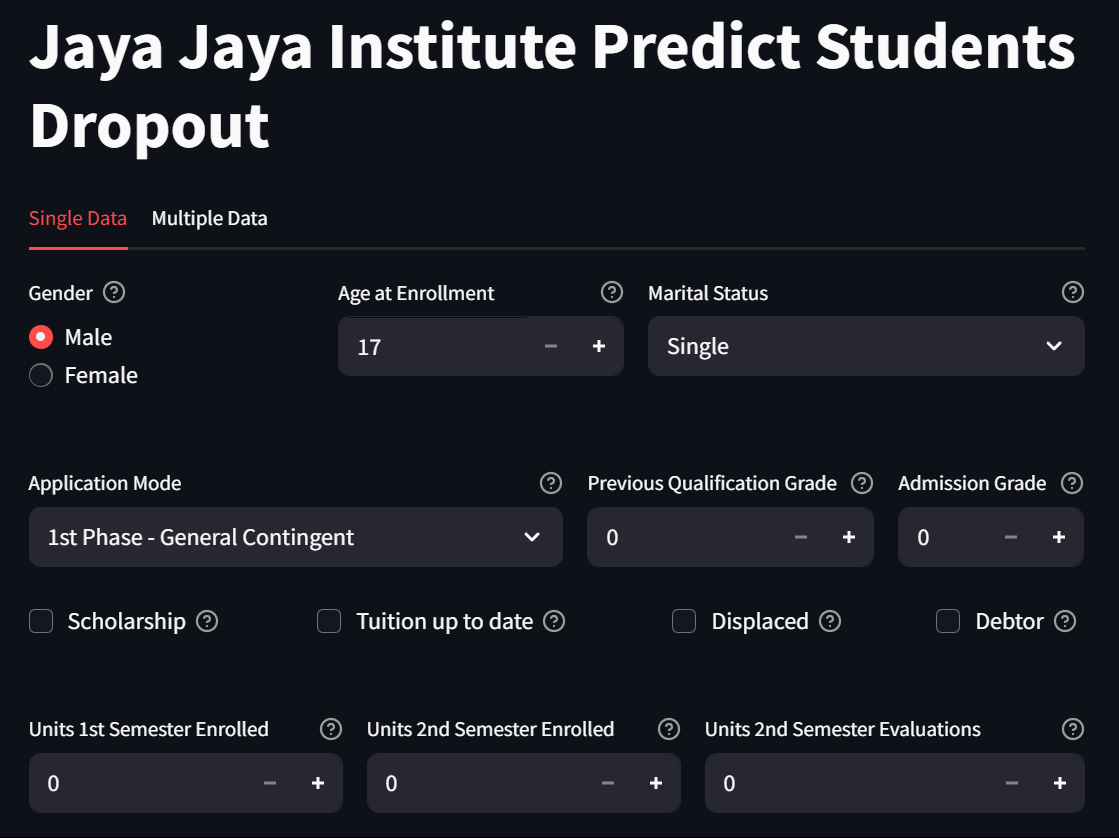 Jaya Jaya Institute Predict Students
Dropout
Single Data Multiple Data
Gender Age at Enrollment Marital Status
Male
17 Single
Female
Application Mode Previous Qualification Grade Admission Grade
1st Phase - General Contingent 0 0
Scholarship Tuition up to date Displaced Debtor
Units 1st Semester Enrolled Units 2nd Semester Enrolled Units 2nd Semester Evaluations
0 0 0